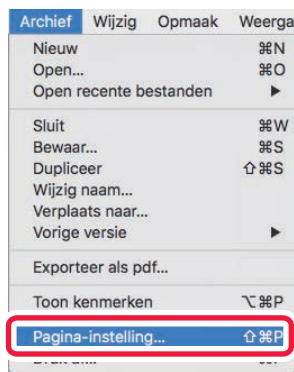 Archief Wijzig Opmaak Weerga
Nieuw ⌘N
Open... ⌘O
Open recente bestanden ▶
Sluit ⌘W
Bewaar... ⌘S
Dupliceer ⇧⌘S
Wijzig naam...
Verplaats naar...
Vorige versie ▶
Exporteer als pdf...
Toon kenmerken ⌥⌘P
Pagina-instelling... ⇧⌘P